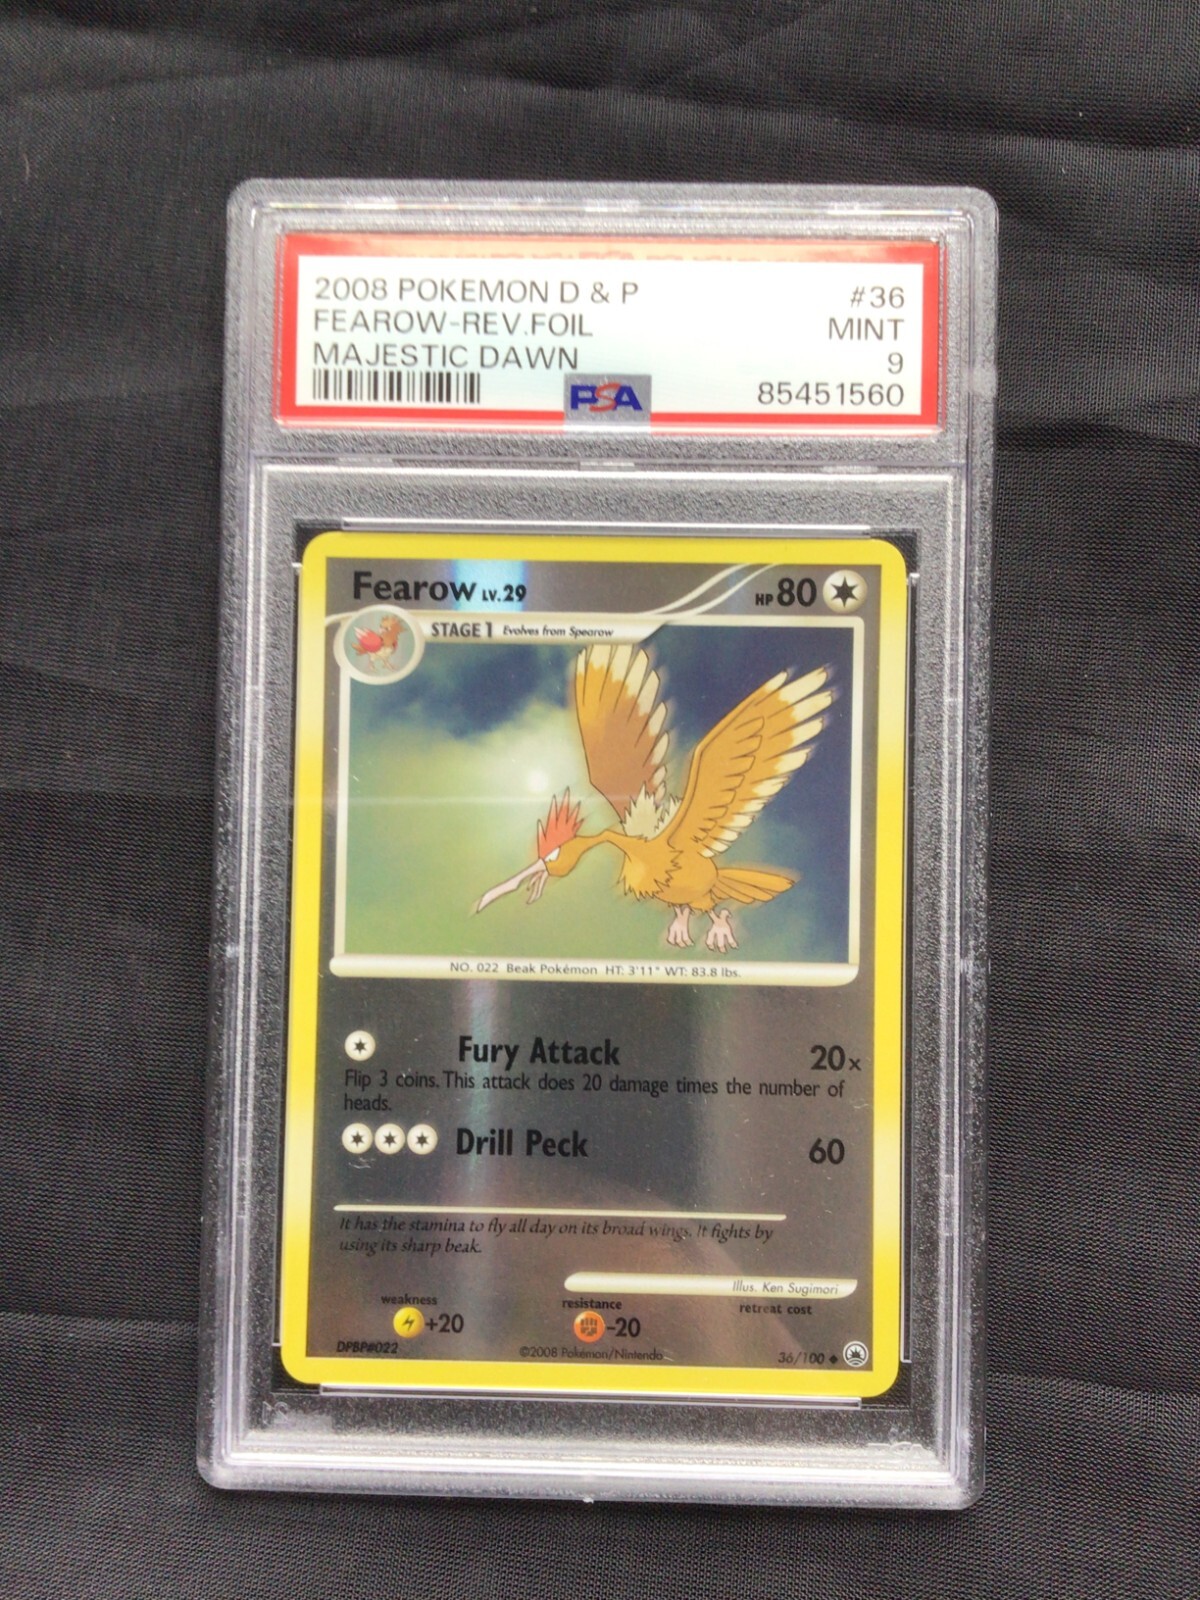 2008 POKEMON D & P #36
FEAROW-REV.FOIL MINT
MAJESTIC DAWN 9
PSA 85451560
Fearow LV.29 HP 80
STAGE 1 Evolves from Spearow
NO. 022 Beak Pokémon HT: 3'11" WT: 83.8 lbs.
Fury Attack 20x
Flip 3 coins. This attack does 20 damage times the number of
heads.
Drill Peck 60
It has the stamina to fly all day on its broad wings. It fights by
using its sharp beak.
Illus. Ken Sugimori
weakness resistance retreat cost
+20 -20
DPBP#022 ©2008 Pokémon/Nintendo 36/100